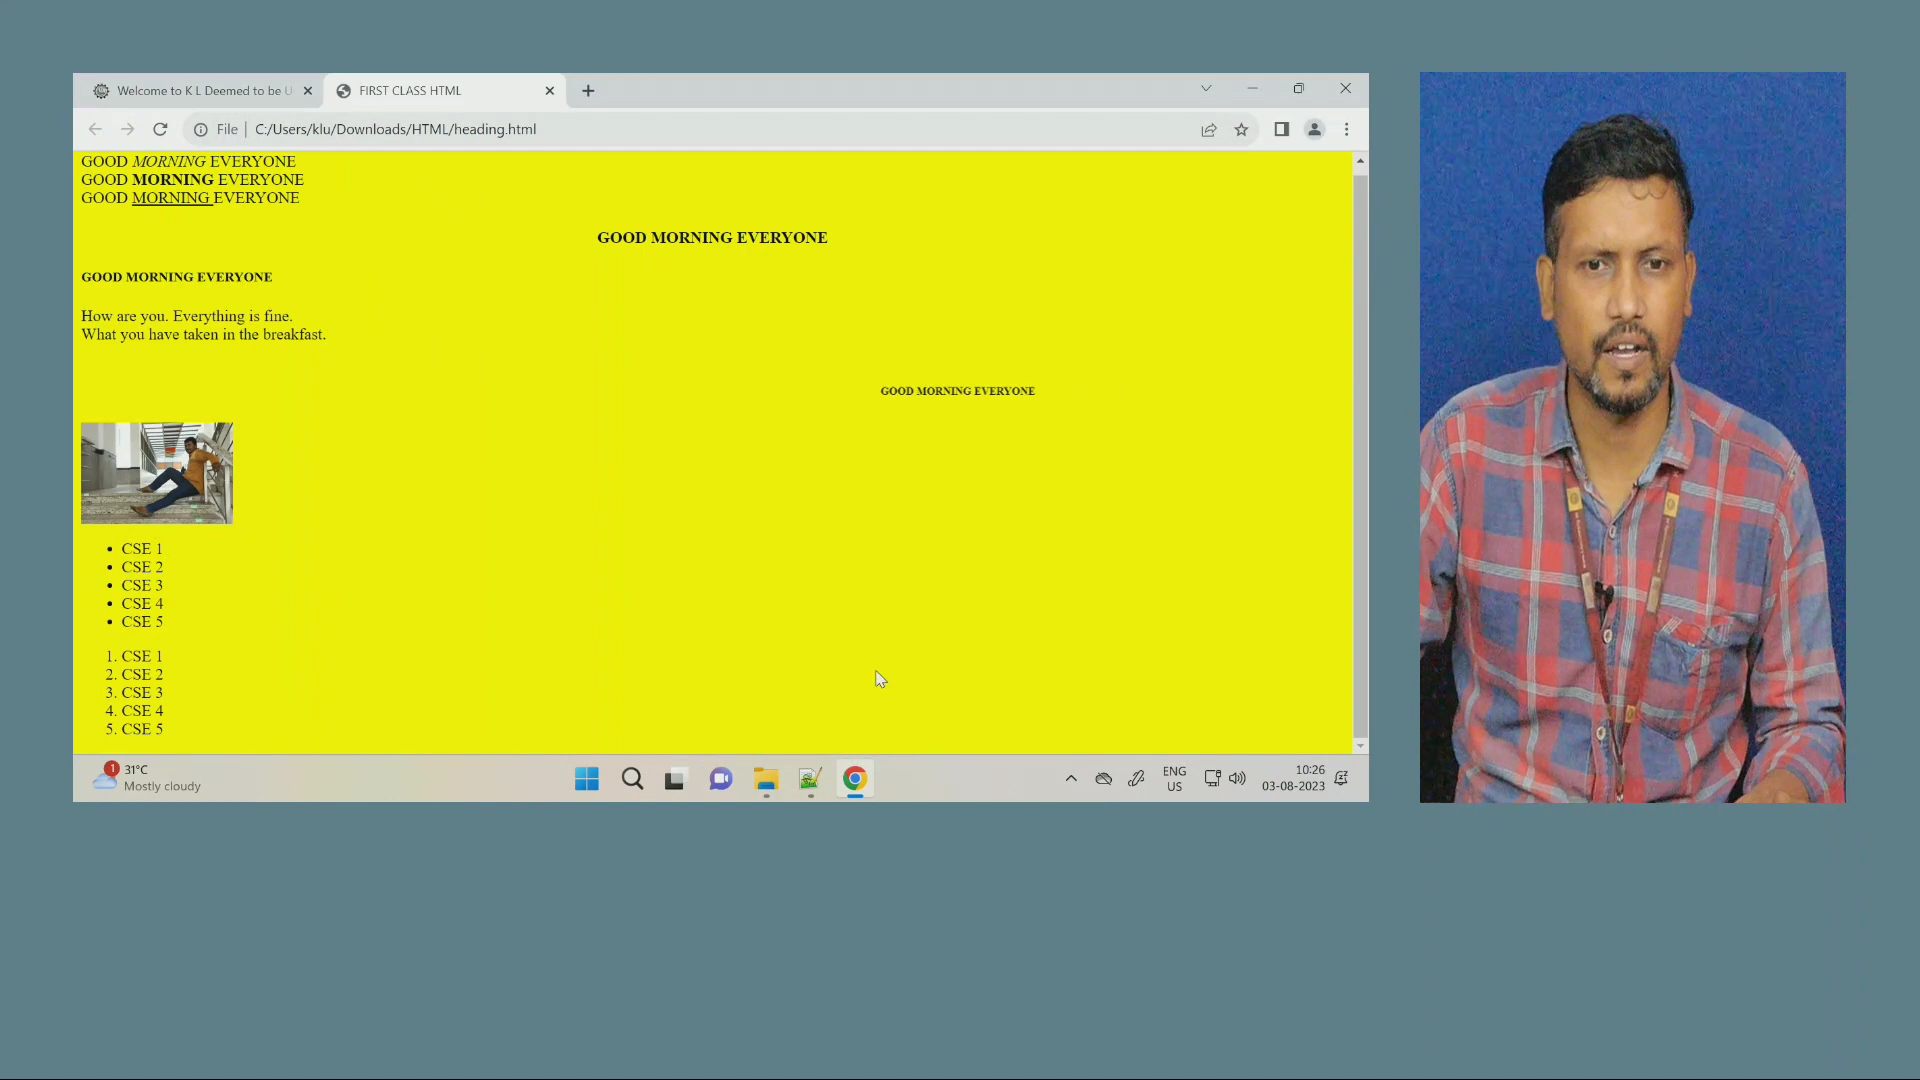 Welcome to K L Deemed to be U
FIRST CLASS HTML
File
C:/Users/klu/Downloads/HTML/heading.html
GOOD MORNING EVERYONE
GOOD MORNING EVERYONE
GOOD MORNING EVERYONE
GOOD MORNING EVERYONE
GOOD MORNING EVERYONE
How are you. Everything is fine.
What you have taken in the breakfast.
GOOD MORNING EVERYONE
• CSE 1
• CSE 2
• CSE 3
• CSE 4
• CSE 5
1. CSE 1
2. CSE 2
3. CSE 3
4. CSE 4
5. CSE 5
1
31°C
Mostly cloudy
ENG
US
10:26
03-08-2023